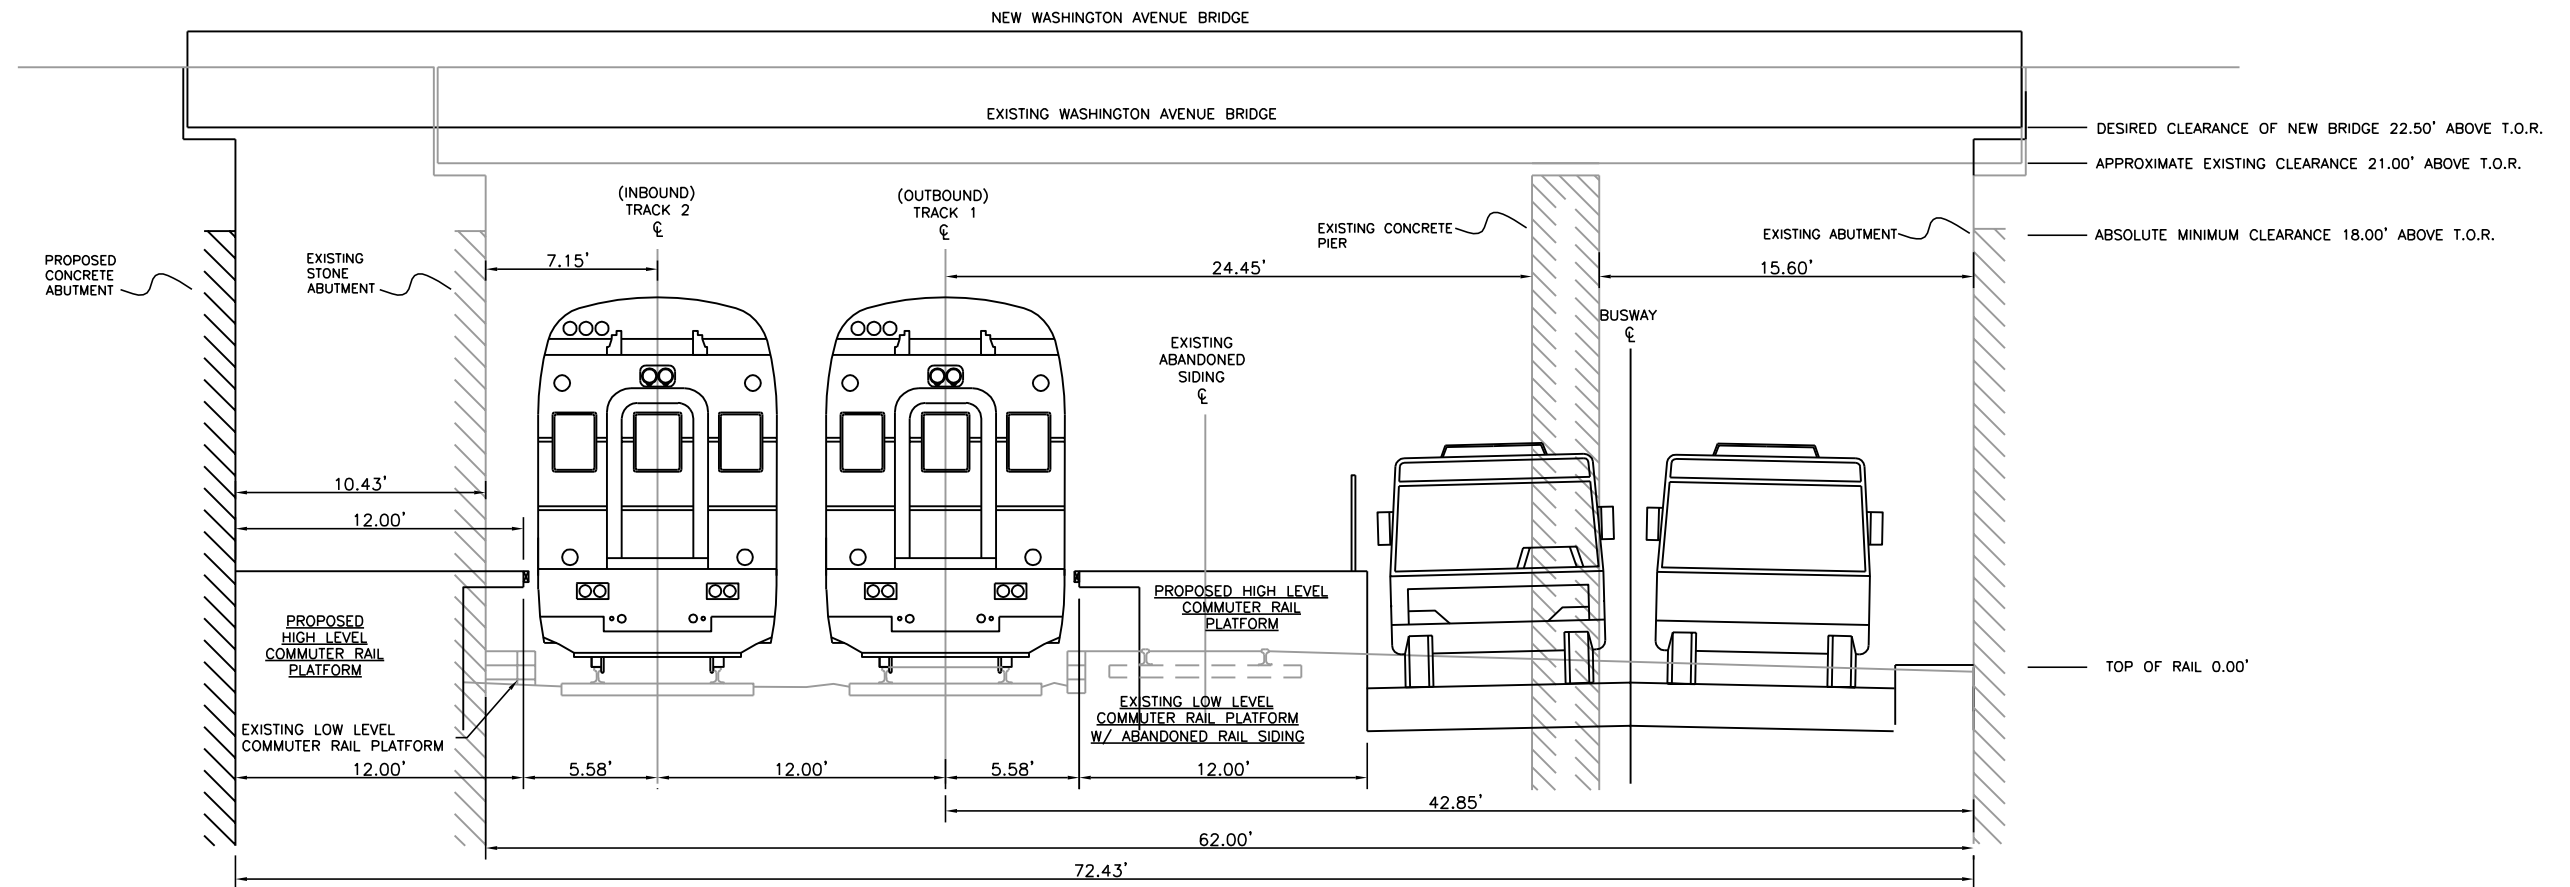 NEW WASHINGTON AVENUE BRIDGE
EXISTING WASHINGTON AVENUE BRIDGE
DESIRED CLEARANCE OF NEW BRIDGE 22.50' ABOVE T.O.R.
APPROXIMATE EXISTING CLEARANCE 21.00' ABOVE T.O.R.
ABSOLUTE MINIMUM CLEARANCE 18.00' ABOVE T.O.R.
(INBOUND)
TRACK 2
℄
(OUTBOUND)
TRACK 1
℄
EXISTING CONCRETE
PIER
EXISTING ABUTMENT
PROPOSED
CONCRETE
ABUTMENT
EXISTING
STONE
ABUTMENT
7.15'
24.45'
15.60'
BUSWAY
℄
EXISTING
ABANDONED
SIDING
℄
10.43'
12.00'
PROPOSED
HIGH LEVEL
COMMUTER RAIL
PLATFORM
PROPOSED HIGH LEVEL
COMMUTER RAIL
PLATFORM
TOP OF RAIL 0.00'
EXISTING LOW LEVEL
COMMUTER RAIL PLATFORM
EXISTING LOW LEVEL
COMMUTER RAIL PLATFORM
W/ ABANDONED RAIL SIDING
12.00'
5.58'
12.00'
5.58'
12.00'
42.85'
62.00'
72.43'